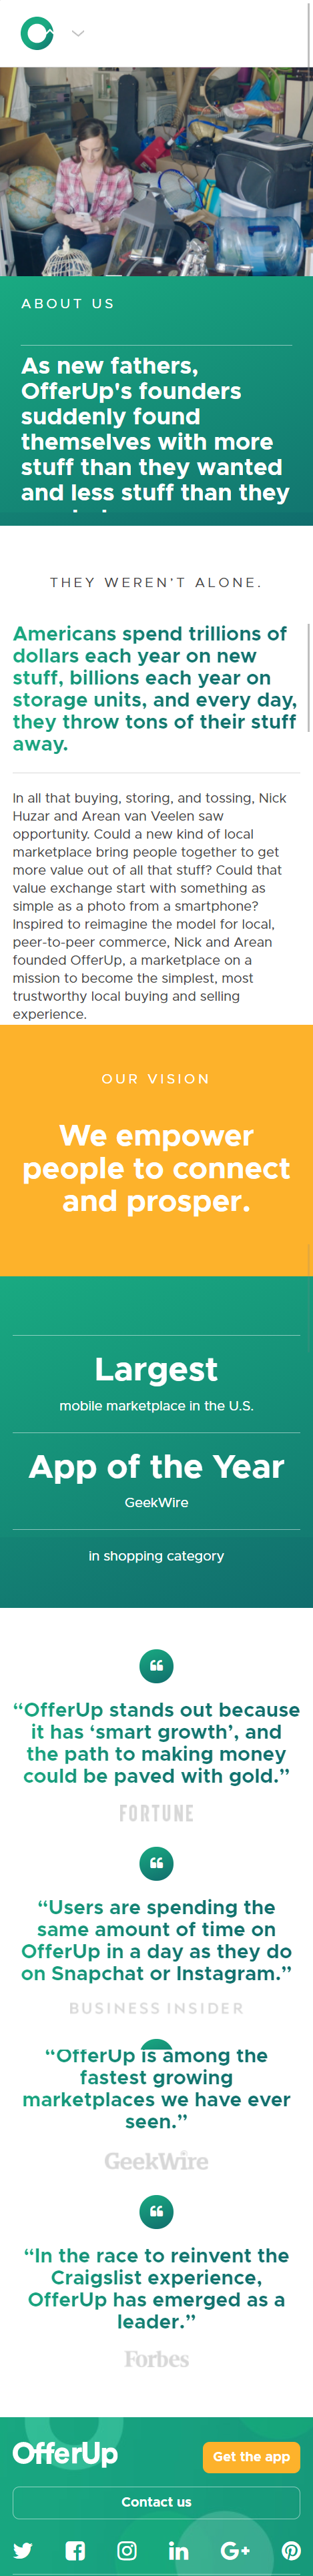 ABOUT US
As new fathers,
OfferUp's founders
suddenly found
themselves with more
stuff than they wanted
and less stuff than they
THEY WEREN'T ALONE.
Americans spend trillions of
dollars each year on new
stuff, billions each year on
storage units, and every day,
they throw tons of their stuff
away.
In all that buying, storing, and tossing, Nick
Huzar and Arean van Veelen saw
opportunity. Could a new kind of local
marketplace bring people together to get
more value out of all that stuff? Could that
value exchange start with something as
simple as a photo from a smartphone?
Inspired to reimagine the model for local,
peer-to-peer commerce, Nick and Arean
founded OfferUp, a marketplace on a
mission to become the simplest, most
trustworthy local buying and selling
experience.
OUR VISION
We empower
people to connect
and prosper.
Largest
mobile marketplace in the U.S.
App of the Year
GeekWire
in shopping category
“OfferUp stands out because
it has ‘smart growth’, and
the path to making money
could be paved with gold.”
FORTUNE
“Users are spending the
same amount of time on
OfferUp in a day as they do
on Snapchat or Instagram.”
BUSINESS INSIDER
“OfferUp is among the
fastest growing
marketplaces we have ever
seen.”
GeekWire
“In the race to reinvent the
Craigslist experience,
OfferUp has emerged as a
leader.”
Forbes
OfferUp
Get the app
Contact us